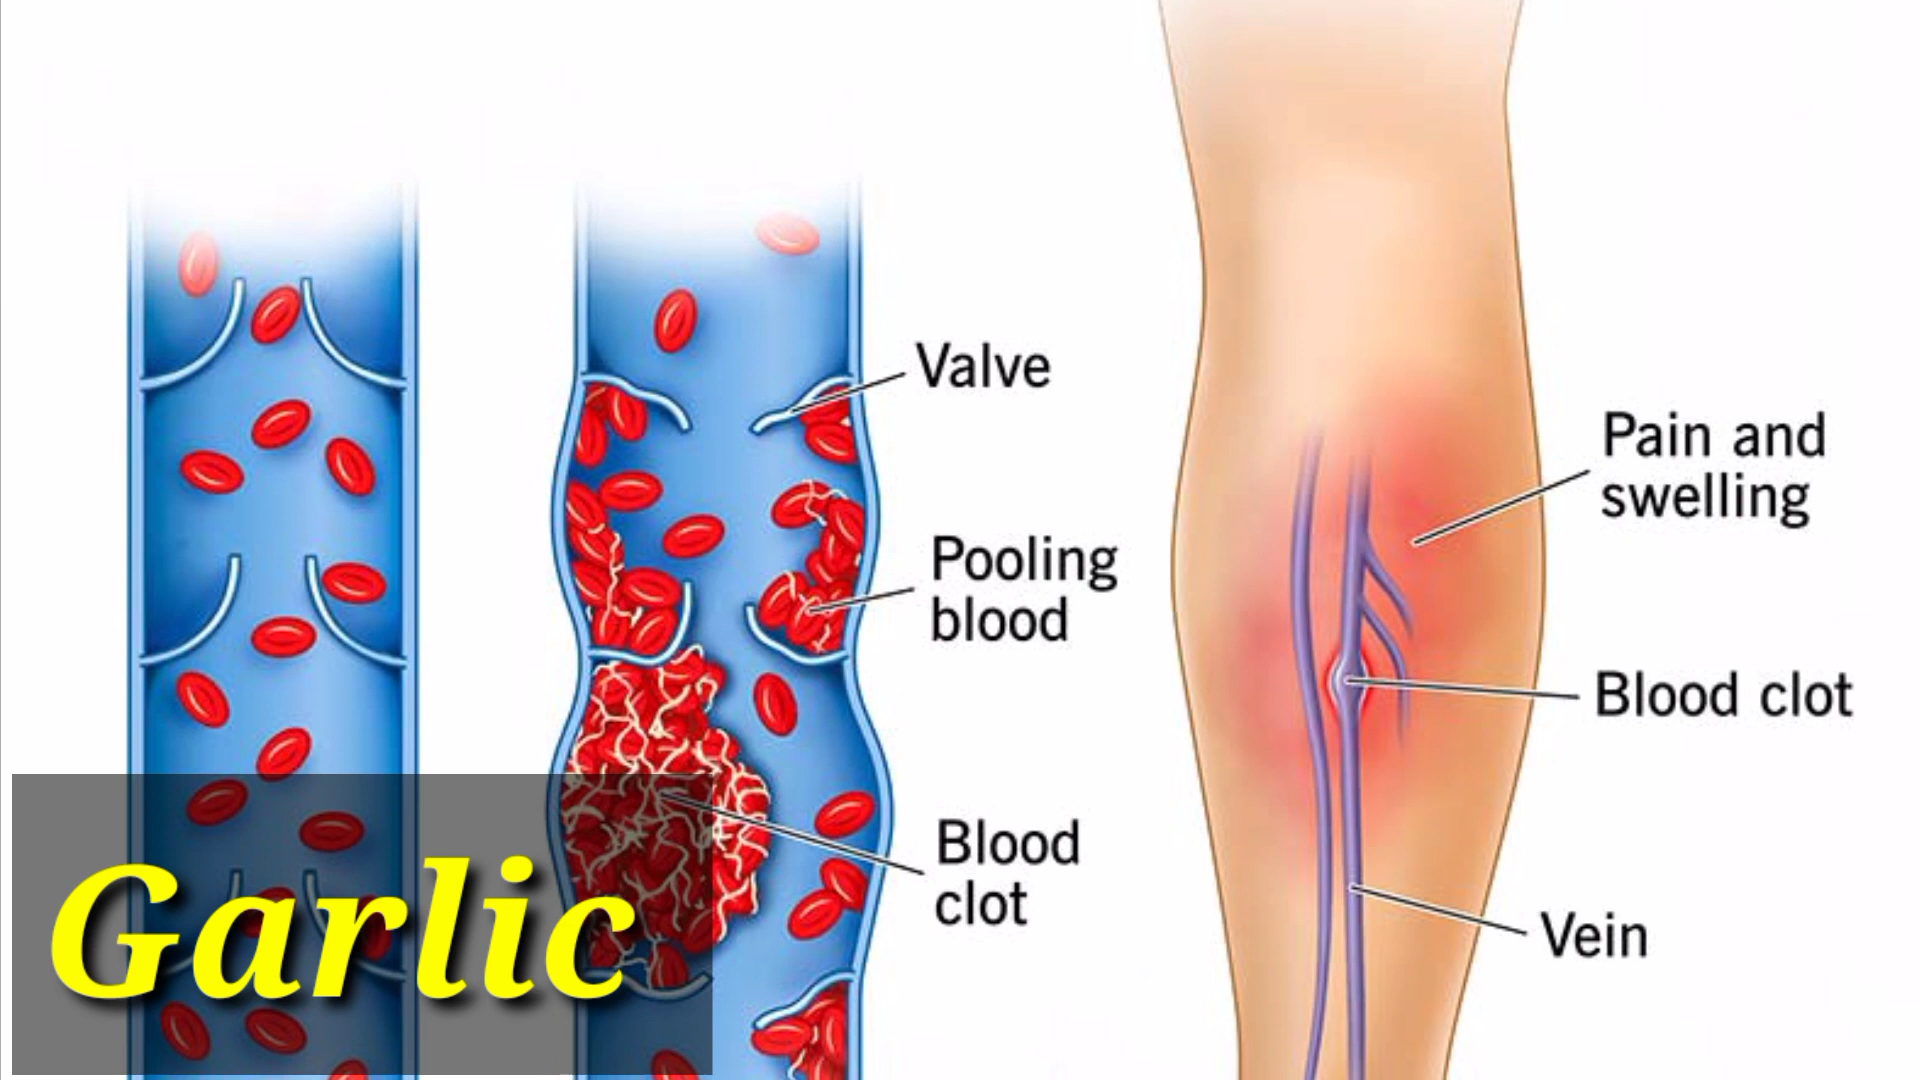 Valve
Pooling
blood
Blood
clot
Pain and
swelling
Blood clot
Vein
Garlic